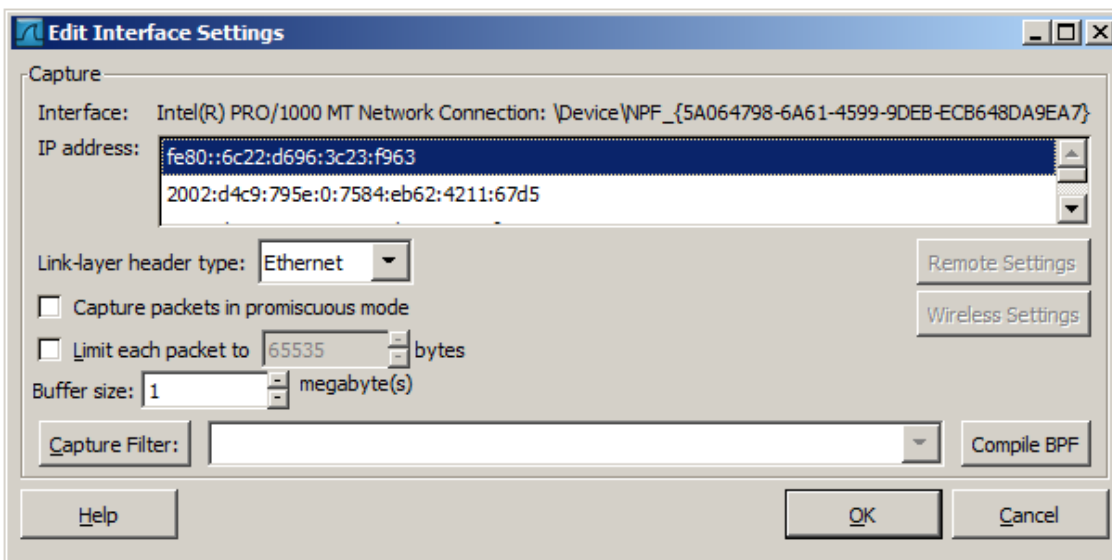 Edit Interface Settings
Capture
Interface: Intel(R) PRO/1000 MT Network Connection: \Device\NPF_{5A064798-6A61-4599-9DEB-ECB648DA9EA7}
IP address: fe80::6c22:d696:3c23:f963
2002:d4c9:795e:0:7584:eb62:4211:67d5
Link-layer header type: Ethernet
Remote Settings
Capture packets in promiscuous mode
Wireless Settings
Limit each packet to 65535 bytes
Buffer size: 1 megabyte(s)
Capture Filter: Compile BPF
Help OK Cancel